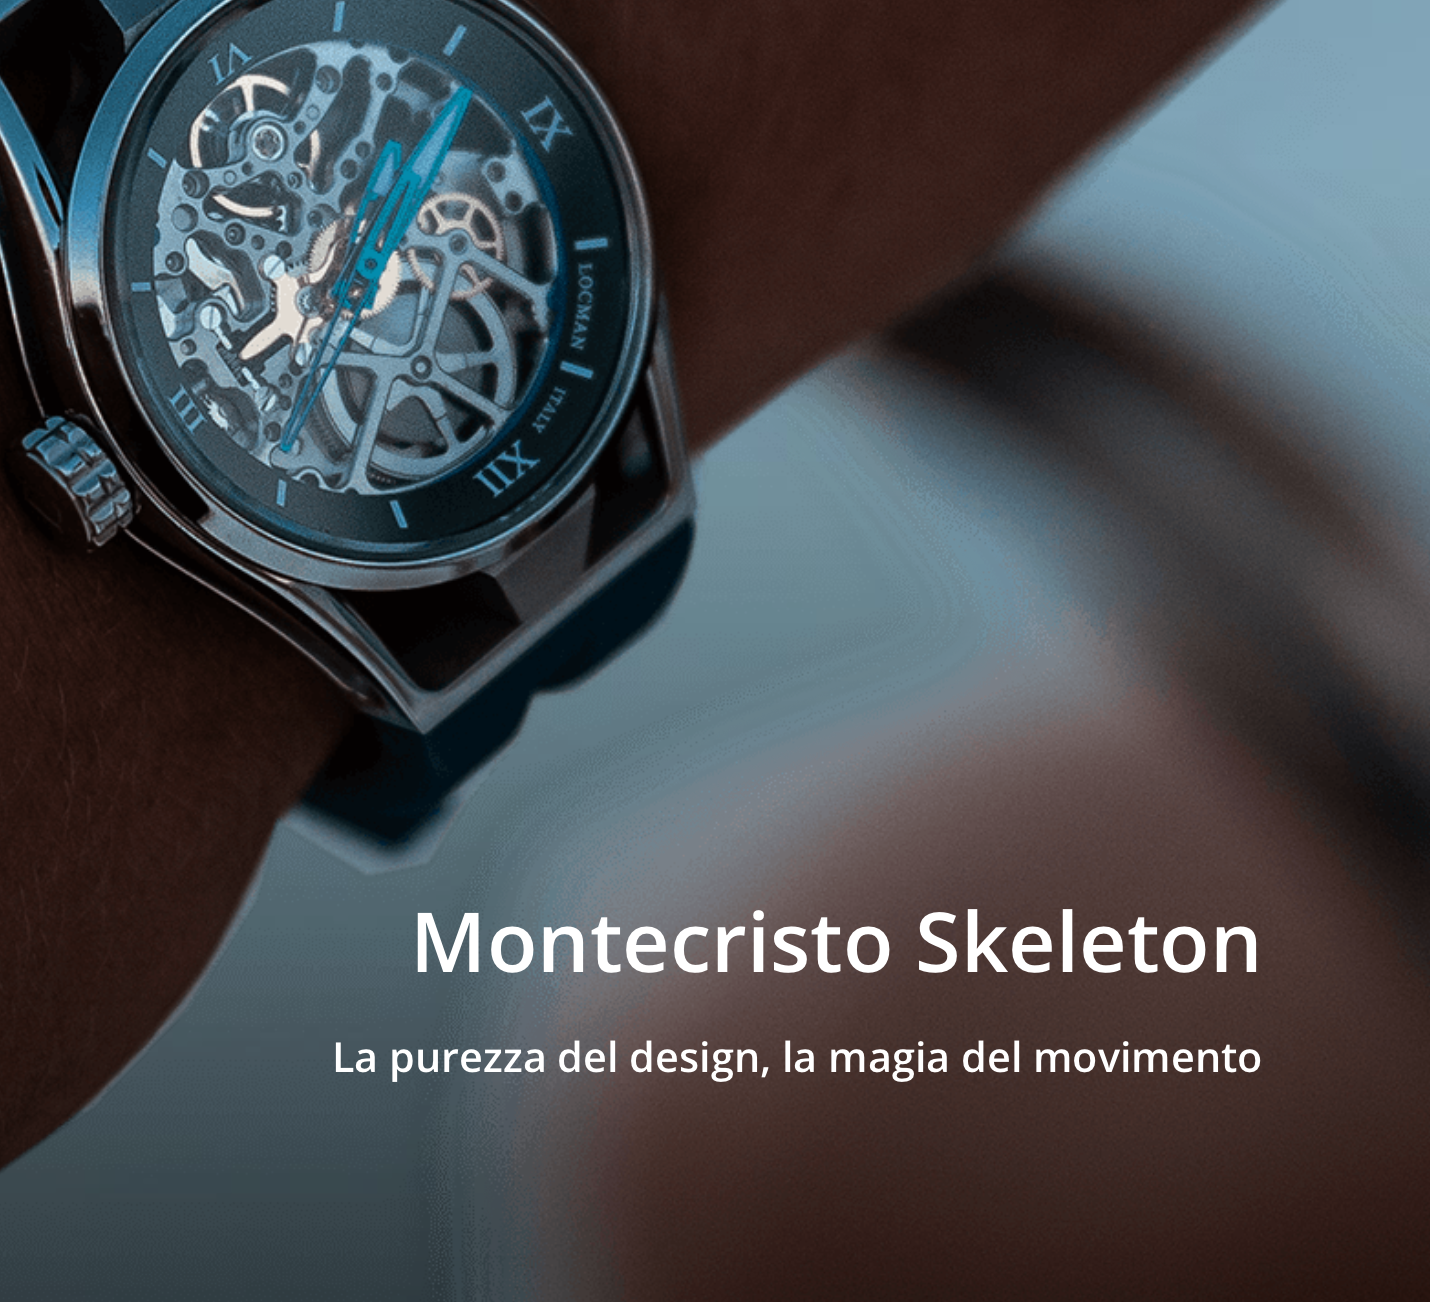 VI
IX
LOCMAN
ITALY
III
XII
Montecristo Skeleton
La purezza del design, la magia del movimento